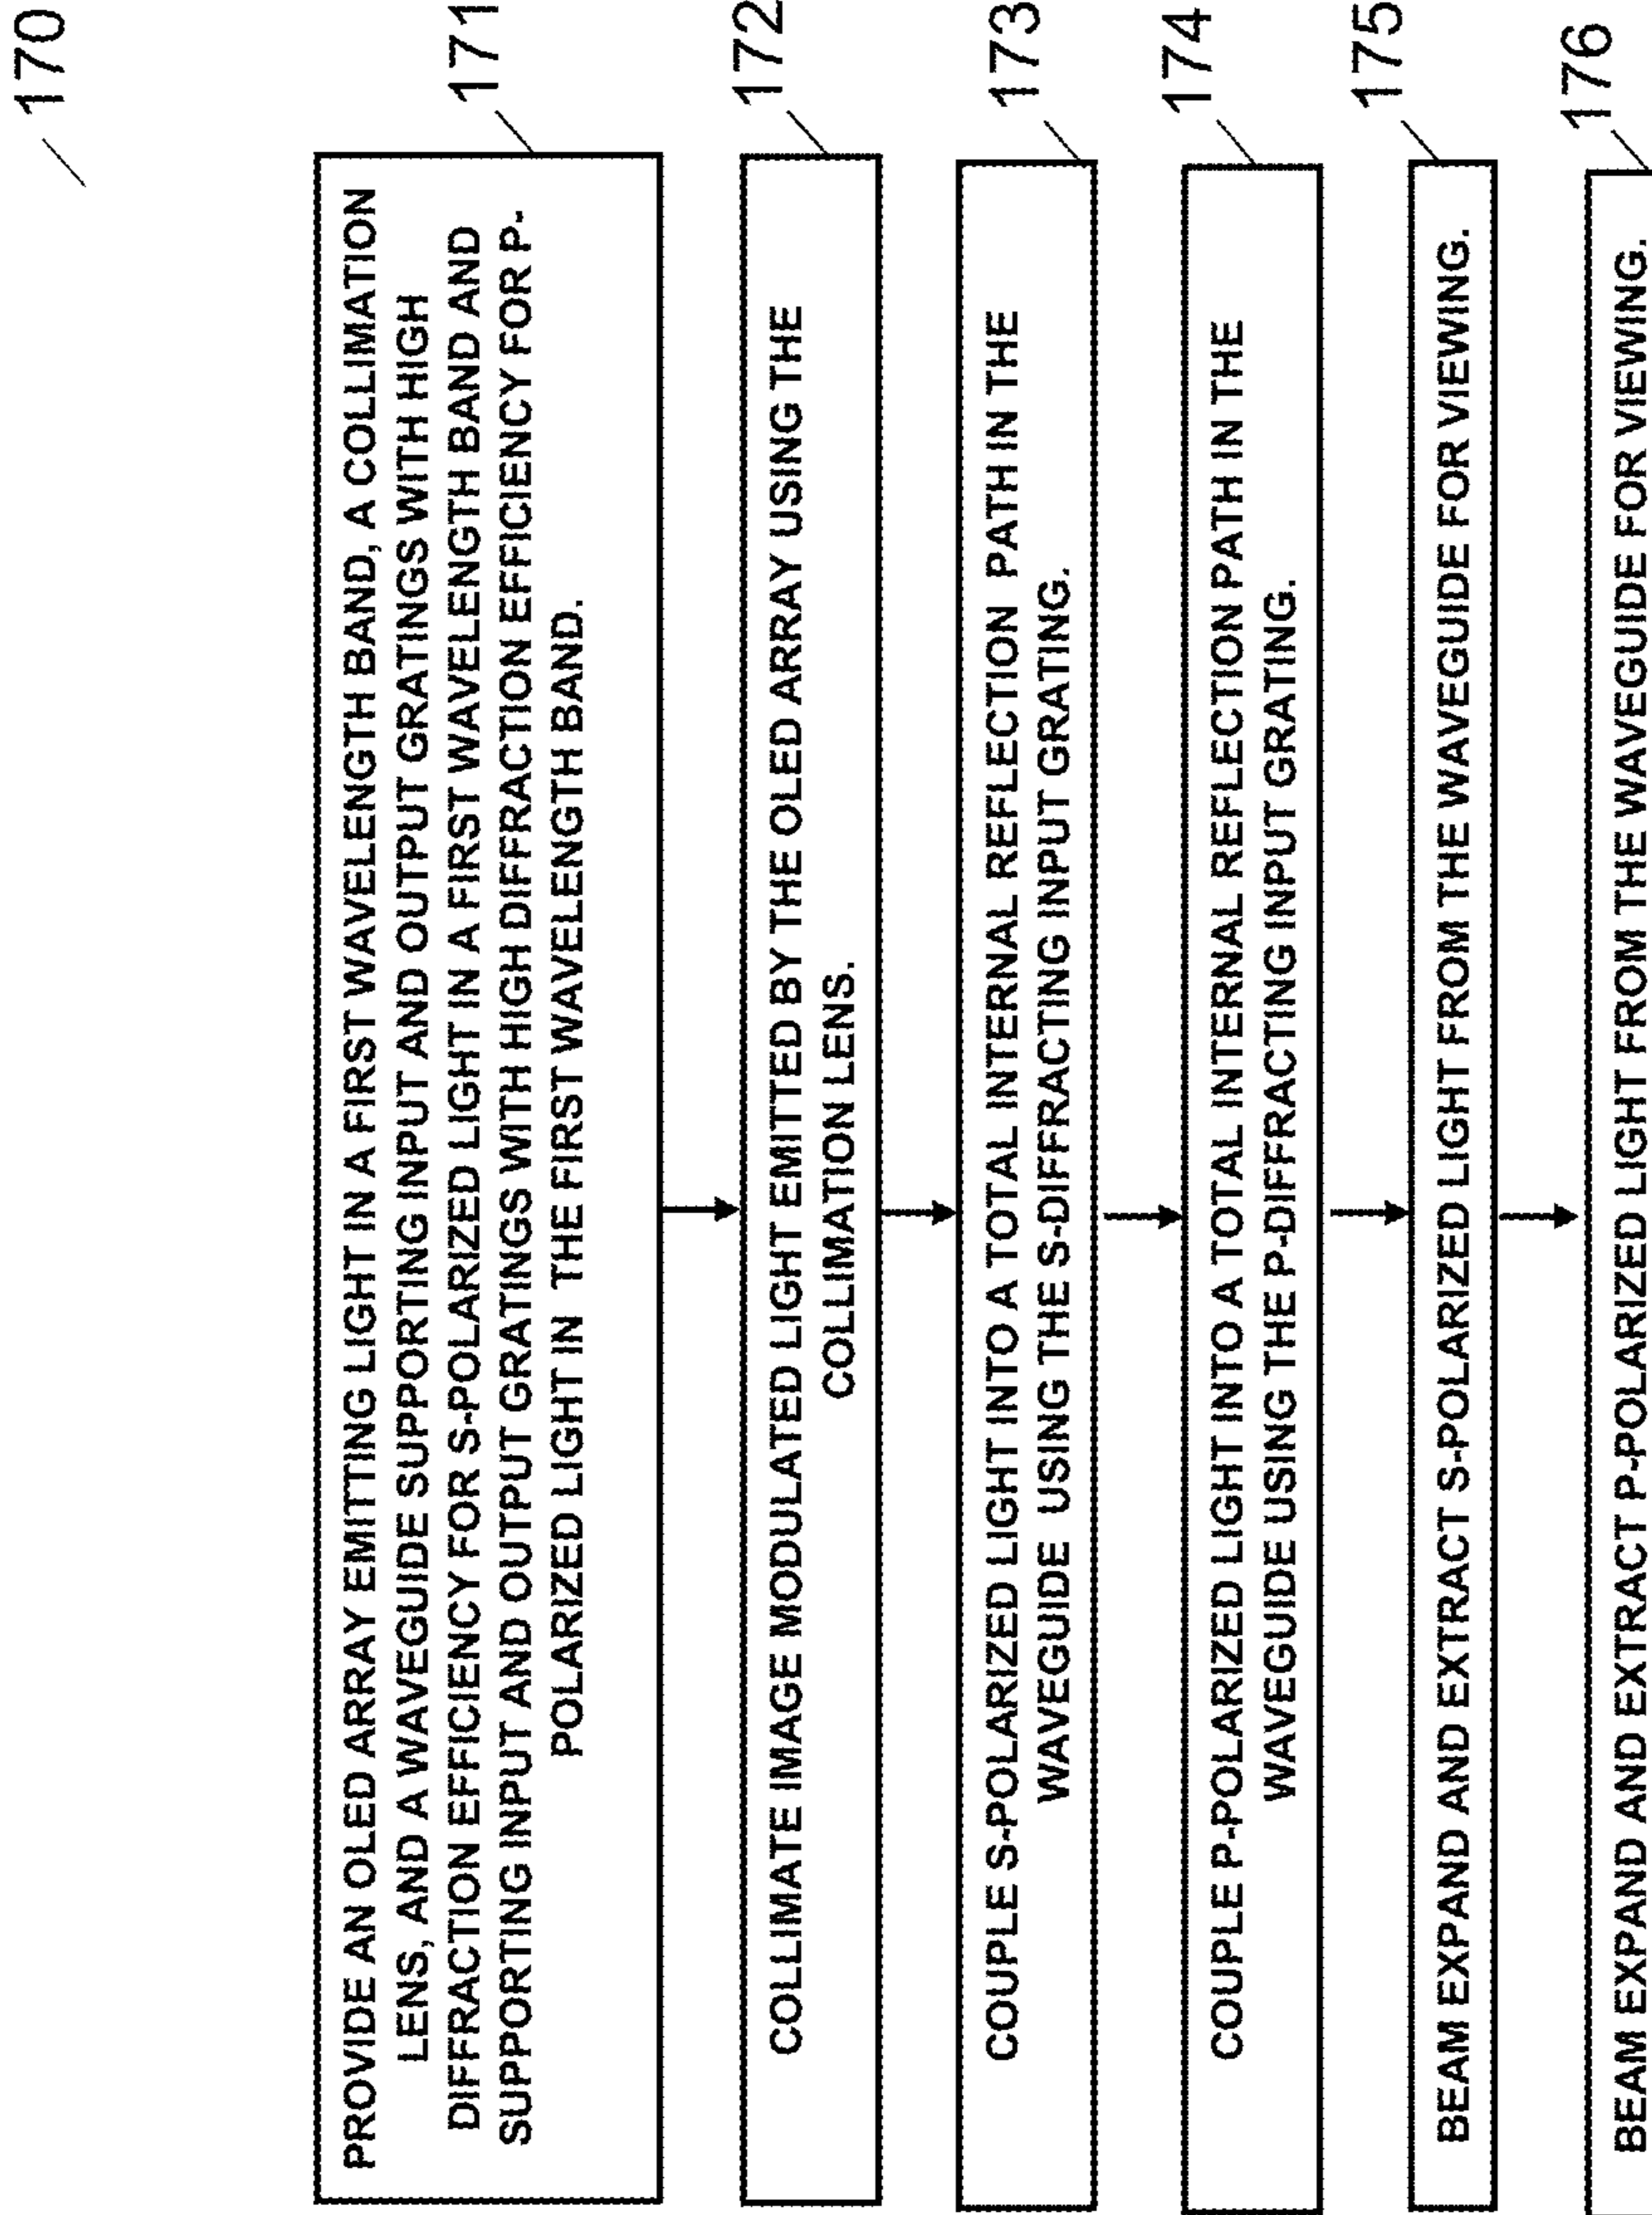 170
PROVIDE AN OLED ARRAY EMITTING LIGHT IN A FIRST WAVELENGTH BAND, A COLLIMATION
LENS, AND A WAVEGUIDE SUPPORTING INPUT AND OUTPUT GRATINGS WITH HIGH
DIFFRACTION EFFICIENCY FOR S-POLARIZED LIGHT IN A FIRST WAVELENGTH BAND AND
SUPPORTING INPUT AND OUTPUT GRATINGS WITH HIGH DIFFRACTION EFFICIENCY FOR P-
POLARIZED LIGHT IN THE FIRST WAVELENGTH BAND.
171
COLLIMATE IMAGE MODULATED LIGHT EMITTED BY THE OLED ARRAY USING THE
COLLIMATION LENS.
172
COUPLE S-POLARIZED LIGHT INTO A TOTAL INTERNAL REFLECTION PATH IN THE
WAVEGUIDE USING THE S-DIFFRACTING INPUT GRATING.
173
COUPLE P-POLARIZED LIGHT INTO A TOTAL INTERNAL REFLECTION PATH IN THE
WAVEGUIDE USING THE P-DIFFRACTING INPUT GRATING.
174
BEAM EXPAND AND EXTRACT S-POLARIZED LIGHT FROM THE WAVEGUIDE FOR VIEWING.
175
BEAM EXPAND AND EXTRACT P-POLARIZED LIGHT FROM THE WAVEGUIDE FOR VIEWING.
176